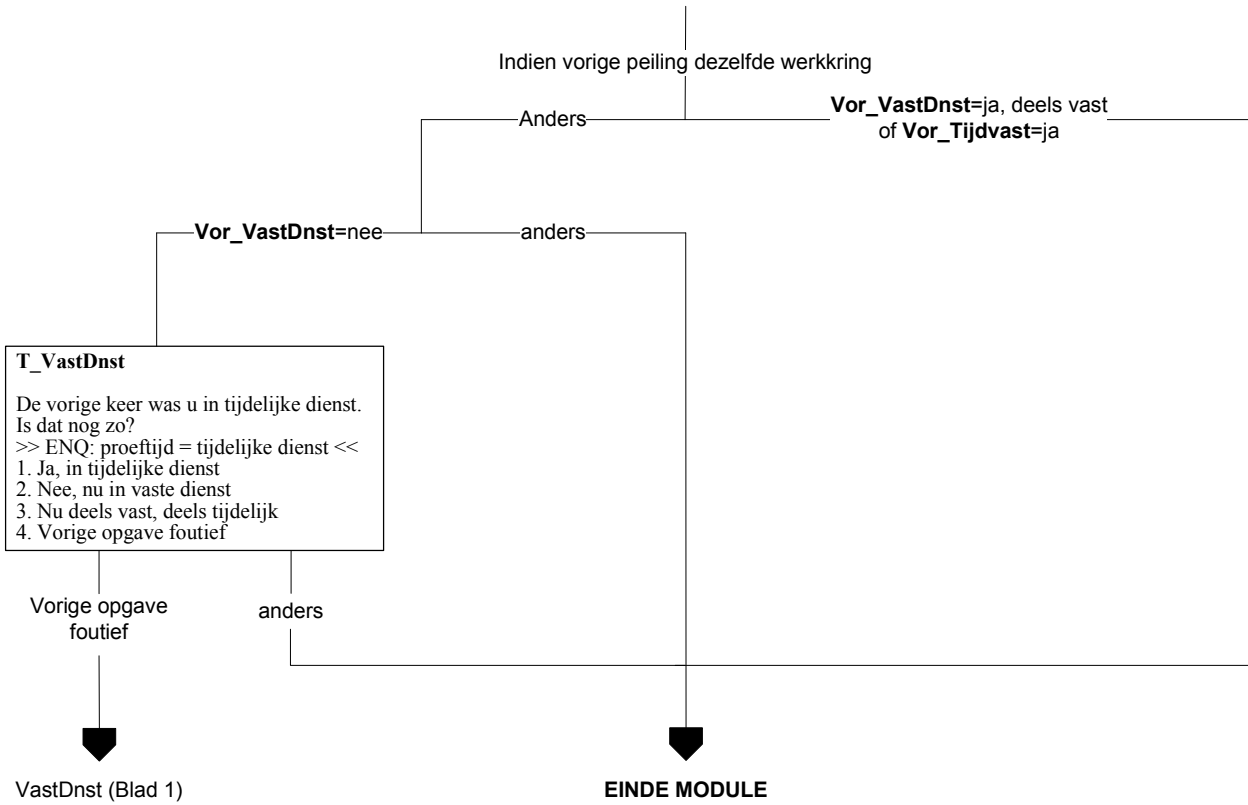 Indien vorige peiling dezelfde werkkring
Anders
Vor_VastDnst=ja, deels vast
of Vor_Tijdvast=ja
Vor_VastDnst=nee
anders
T_VastDnst
De vorige keer was u in tijdelijke dienst.
Is dat nog zo?
>> ENQ: proeftijd = tijdelijke dienst <<
1. Ja, in tijdelijke dienst
2. Nee, nu in vaste dienst
3. Nu deels vast, deels tijdelijk
4. Vorige opgave foutief
Vorige opgave
foutief
anders
VastDnst (Blad 1)
EINDE MODULE